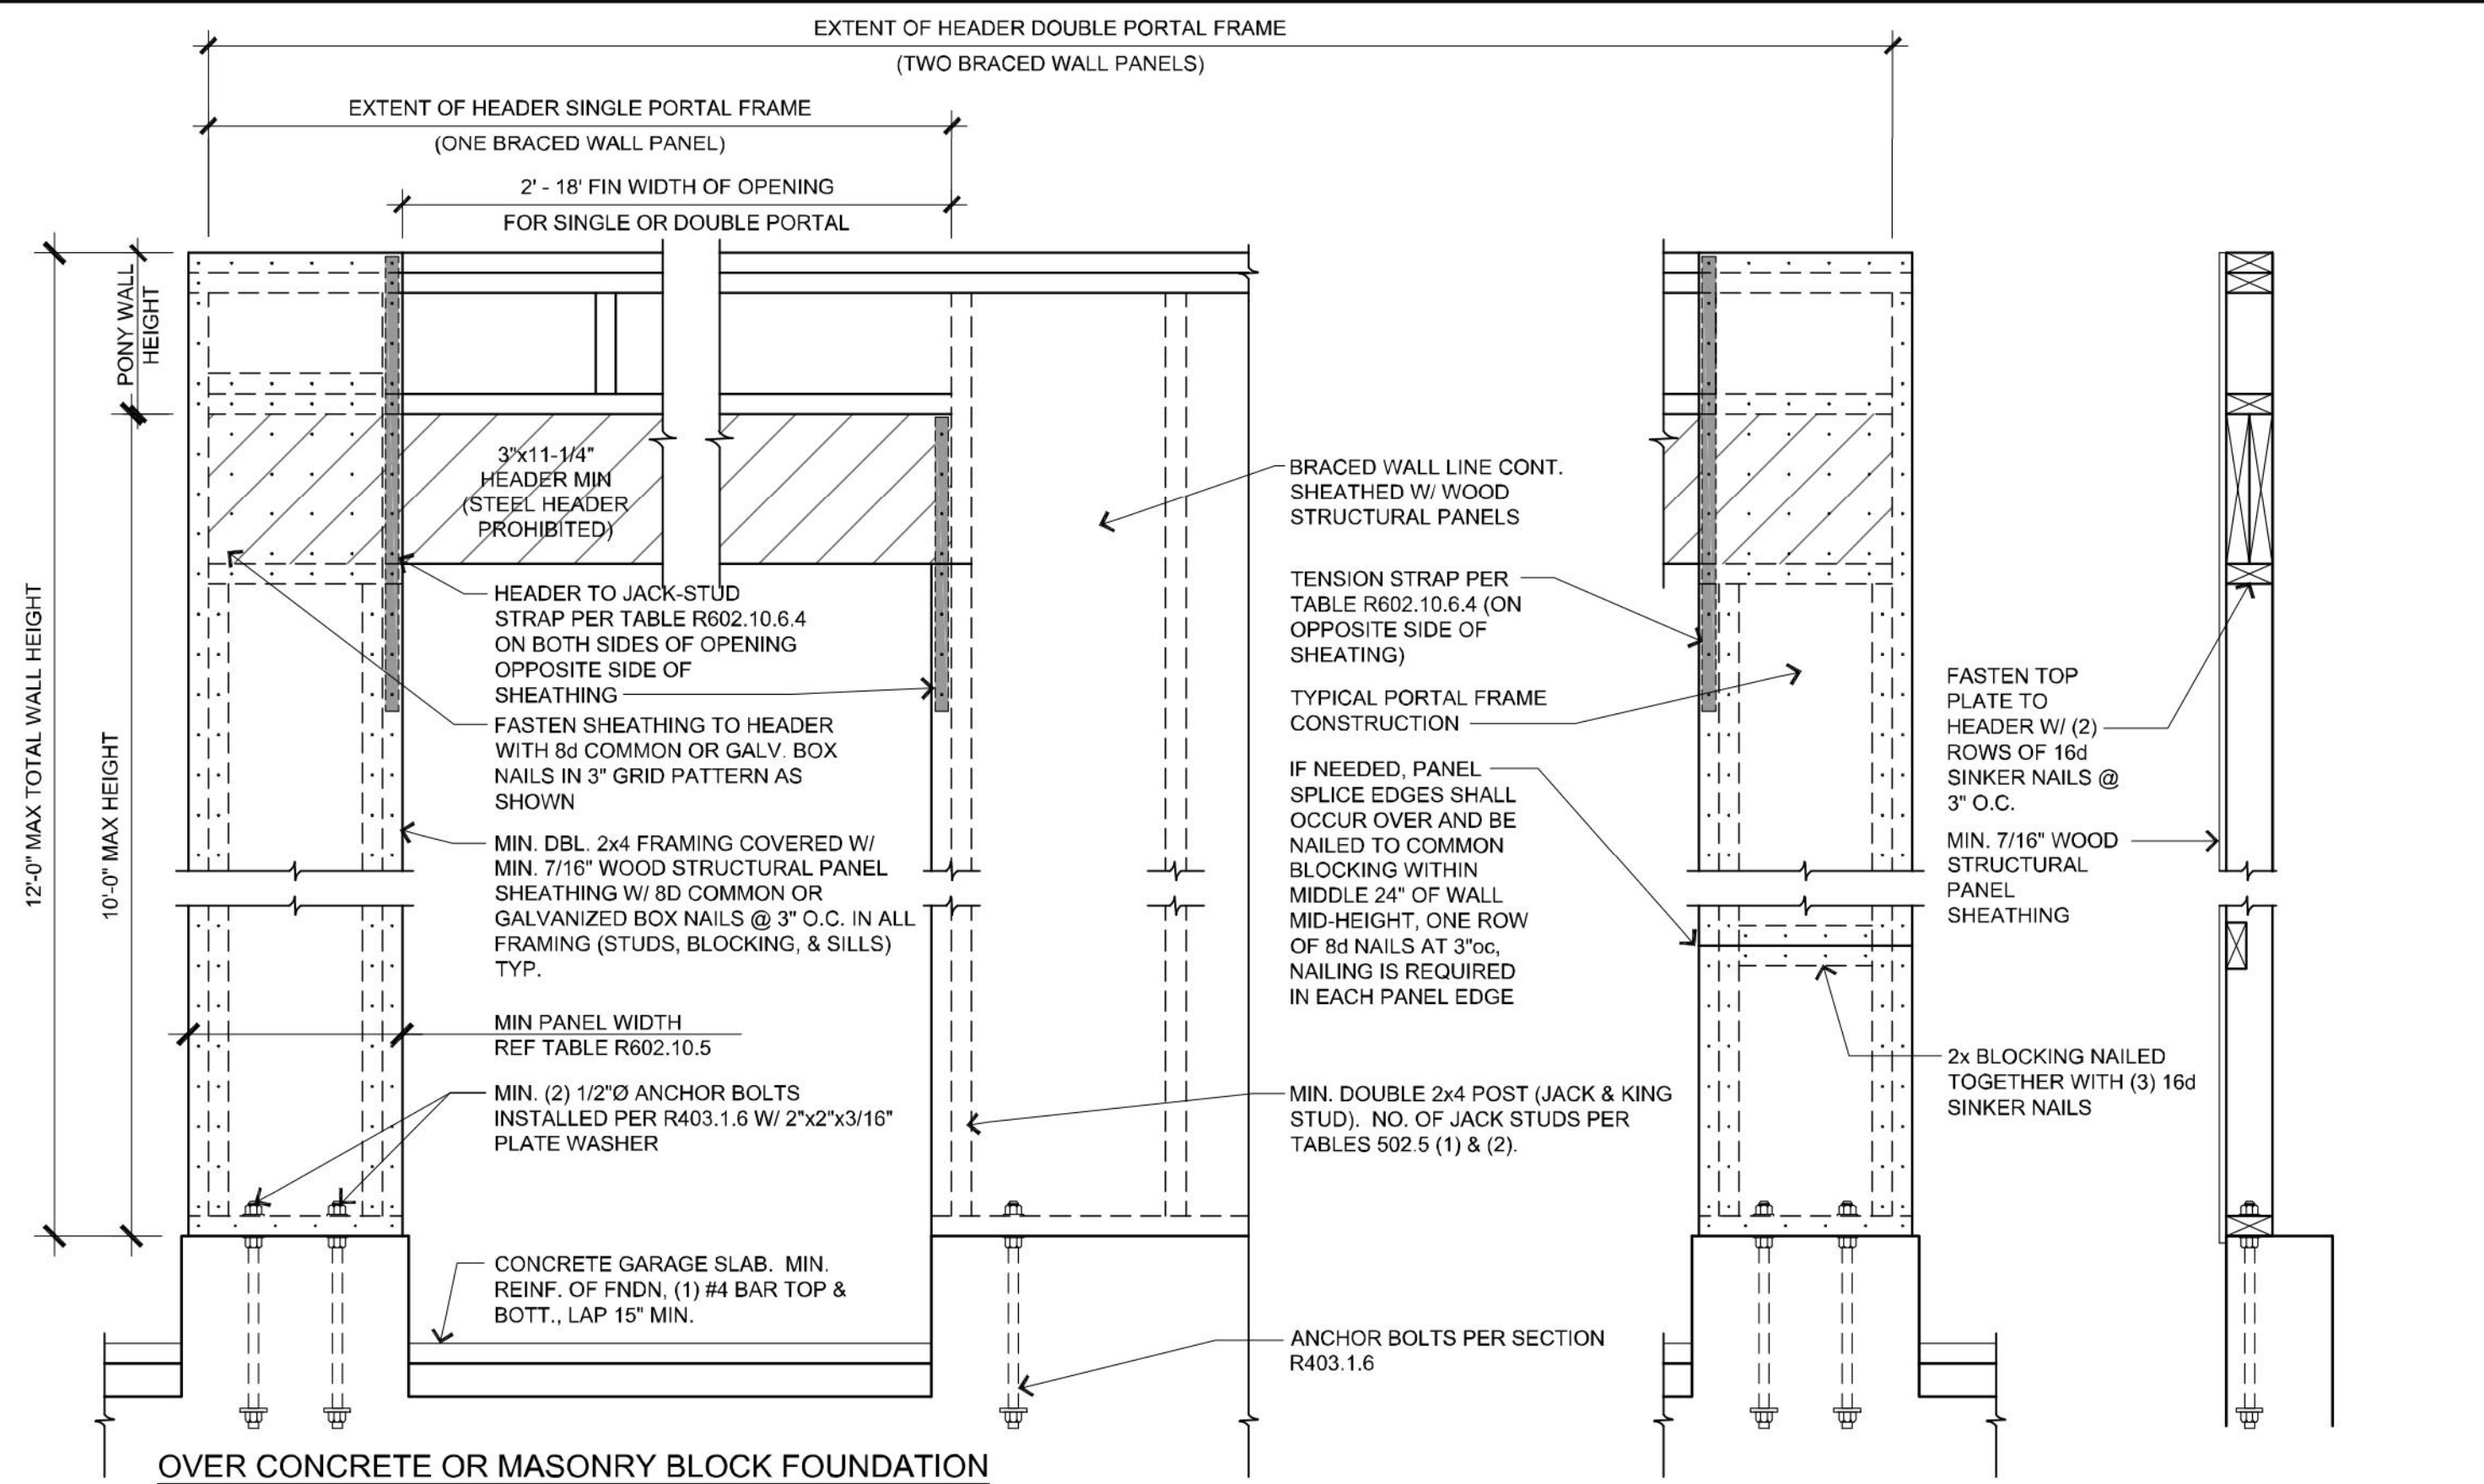 EXTENT OF HEADER DOUBLE PORTAL FRAME
(TWO BRACED WALL PANELS)
EXTENT OF HEADER SINGLE PORTAL FRAME
(ONE BRACED WALL PANEL)
2' - 18' FIN WIDTH OF OPENING
FOR SINGLE OR DOUBLE PORTAL
PONY WALL
HEIGHT
12'-0" MAX TOTAL WALL HEIGHT
10'-0" MAX HEIGHT
3"x11-1/4"
HEADER MIN
(STEEL HEADER
PROHIBITED)
HEADER TO JACK-STUD
STRAP PER TABLE R602.10.6.4
ON BOTH SIDES OF OPENING
OPPOSITE SIDE OF
SHEATHING
FASTEN SHEATHING TO HEADER
WITH 8d COMMON OR GALV. BOX
NAILS IN 3" GRID PATTERN AS
SHOWN
MIN. DBL. 2x4 FRAMING COVERED W/
MIN. 7/16" WOOD STRUCTURAL PANEL
SHEATHING W/ 8D COMMON OR
GALVANIZED BOX NAILS @ 3" O.C. IN ALL
FRAMING (STUDS, BLOCKING, & SILLS)
TYP.
MIN PANEL WIDTH
REF TABLE R602.10.5
MIN. (2) 1/2"Ø ANCHOR BOLTS
INSTALLED PER R403.1.6 W/ 2"x2"x3/16"
PLATE WASHER
CONCRETE GARAGE SLAB. MIN.
REINF. OF FNDN, (1) #4 BAR TOP &
BOTT., LAP 15" MIN.
BRACED WALL LINE CONT.
SHEATHED W/ WOOD
STRUCTURAL PANELS
TENSION STRAP PER
TABLE R602.10.6.4 (ON
OPPOSITE SIDE OF
SHEATING)
TYPICAL PORTAL FRAME
CONSTRUCTION
IF NEEDED, PANEL
SPLICE EDGES SHALL
OCCUR OVER AND BE
NAILED TO COMMON
BLOCKING WITHIN
MIDDLE 24" OF WALL
MID-HEIGHT, ONE ROW
OF 8d NAILS AT 3"oc,
NAILING IS REQUIRED
IN EACH PANEL EDGE
MIN. DOUBLE 2x4 POST (JACK & KING
STUD). NO. OF JACK STUDS PER
TABLES 502.5 (1) & (2).
ANCHOR BOLTS PER SECTION
R403.1.6
FASTEN TOP
PLATE TO
HEADER W/ (2)
ROWS OF 16d
SINKER NAILS @
3" O.C.
MIN. 7/16" WOOD
STRUCTURAL
PANEL
SHEATHING
2x BLOCKING NAILED
TOGETHER WITH (3) 16d
SINKER NAILS
OVER CONCRETE OR MASONRY BLOCK FOUNDATION